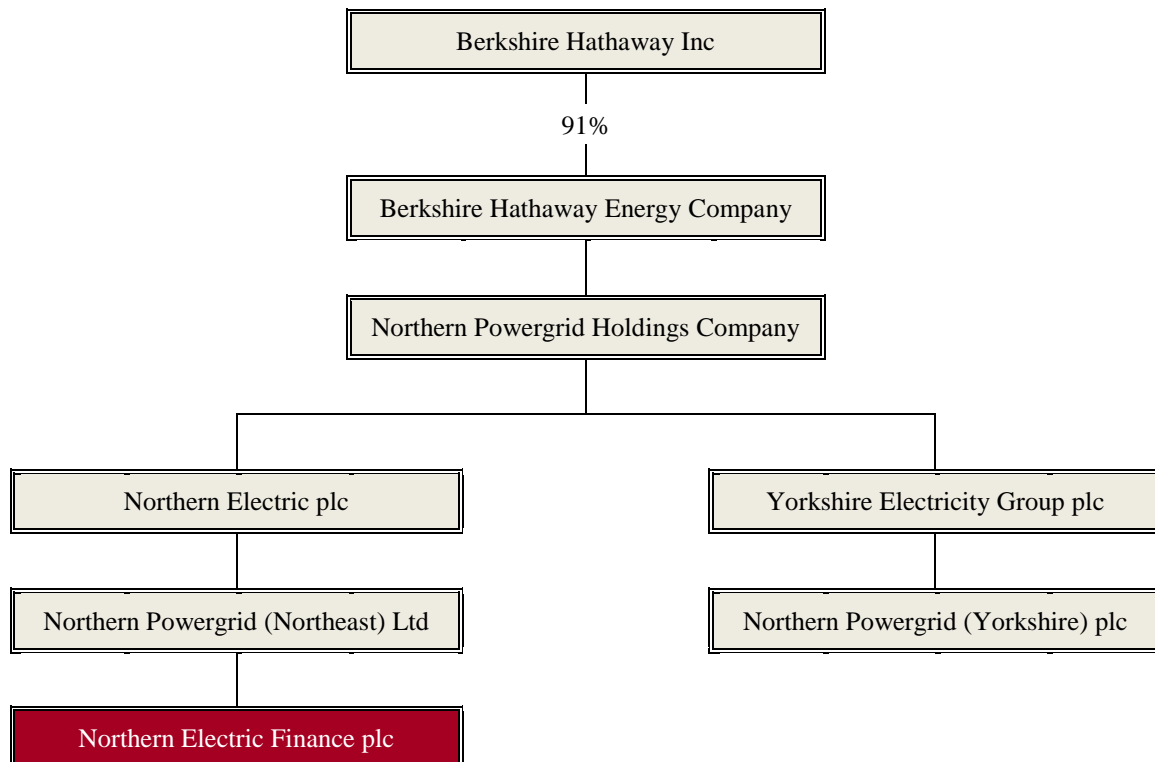 Berkshire Hathaway Inc
91%
Berkshire Hathaway Energy Company
Northern Powergrid Holdings Company
Northern Electric plc
Yorkshire Electricity Group plc
Northern Powergrid (Northeast) Ltd
Northern Powergrid (Yorkshire) plc
Northern Electric Finance plc